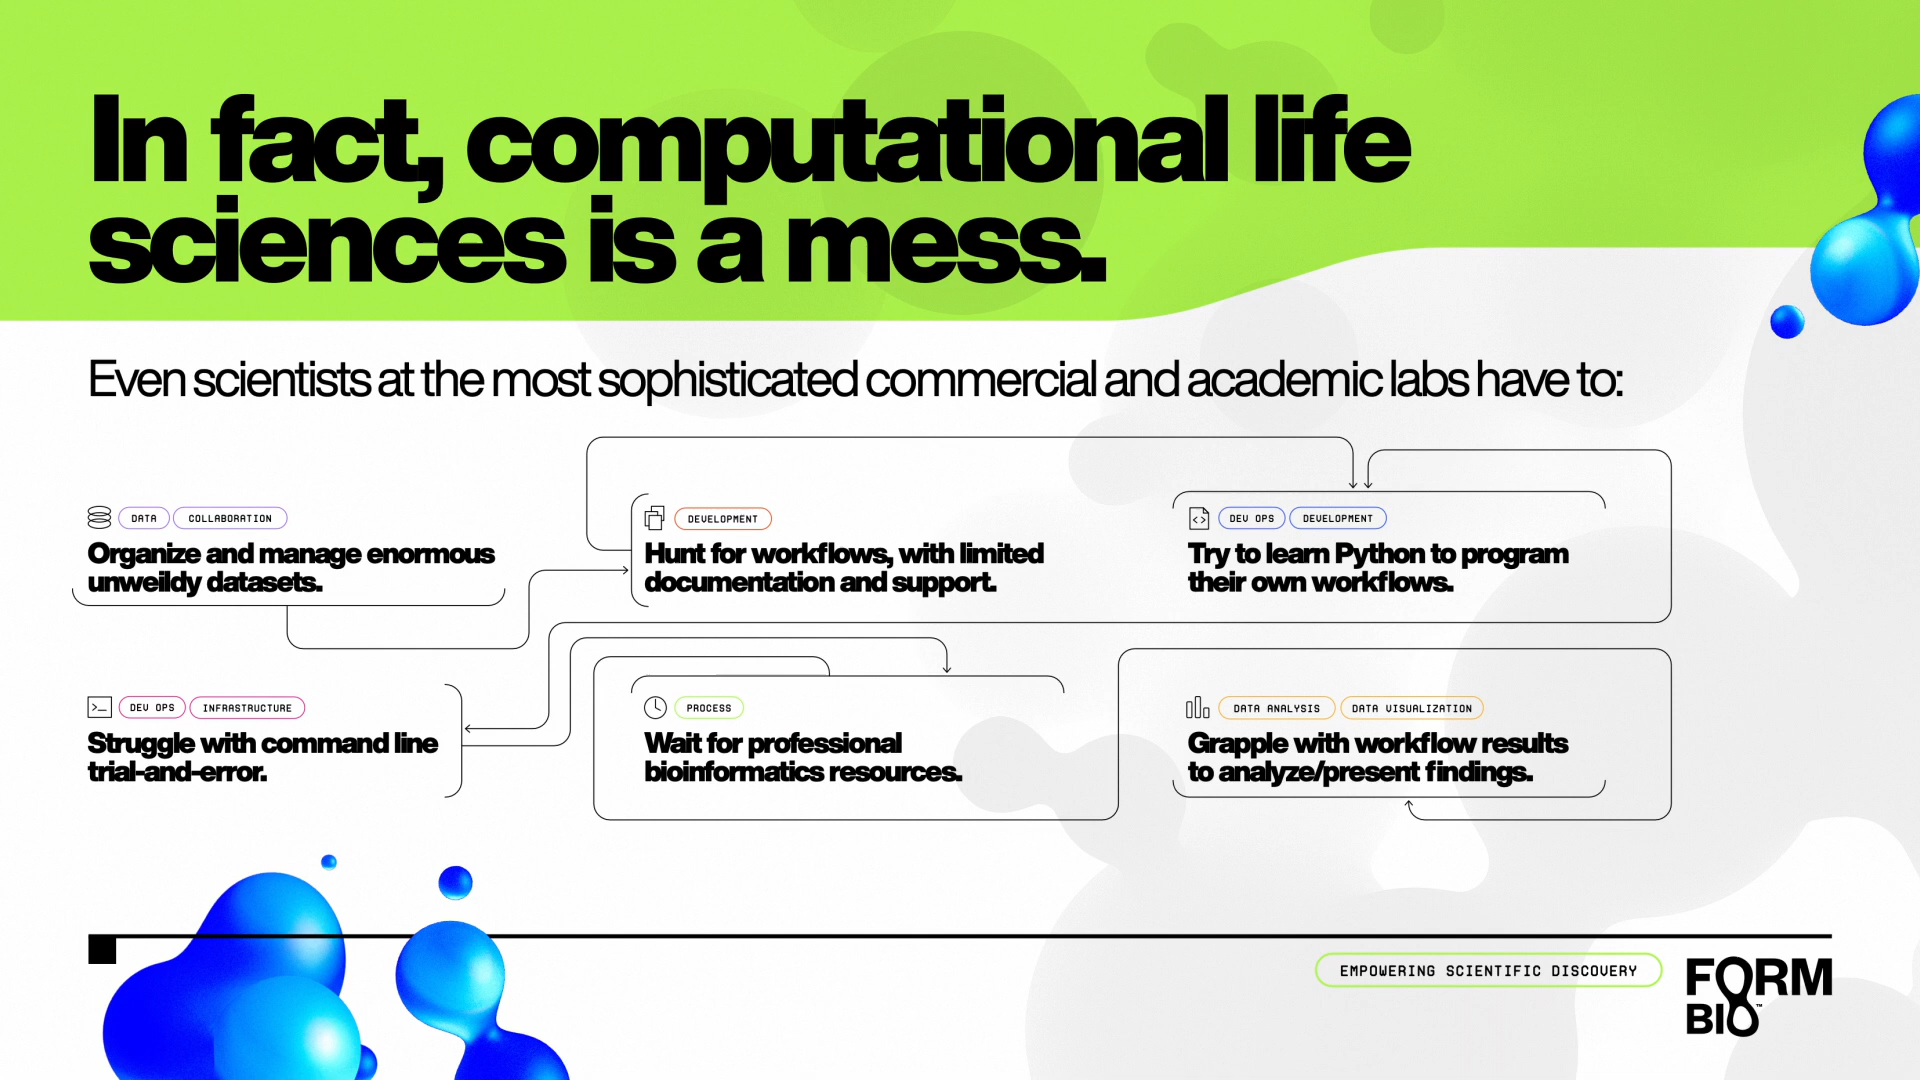 In fact, computational life
sciences is a mess.
Even scientists at the most sophisticated commercial and academic labs have to:
DATA COLLABORATION
Organize and manage enormous
unweildy datasets.
DEVELOPMENT
Hunt for workflows, with limited
documentation and support.
DEV OPS DEVELOPMENT
Try to learn Python to program
their own workflows.
DEV OPS INFRASTRUCTURE
Struggle with command line
trial-and-error.
PROCESS
Wait for professional
bioinformatics resources.
DATA ANALYSIS DATA VISUALIZATION
Grapple with workflow results
to analyze/present findings.
EMPOWERING SCIENTIFIC DISCOVERY
FORM
BIO™